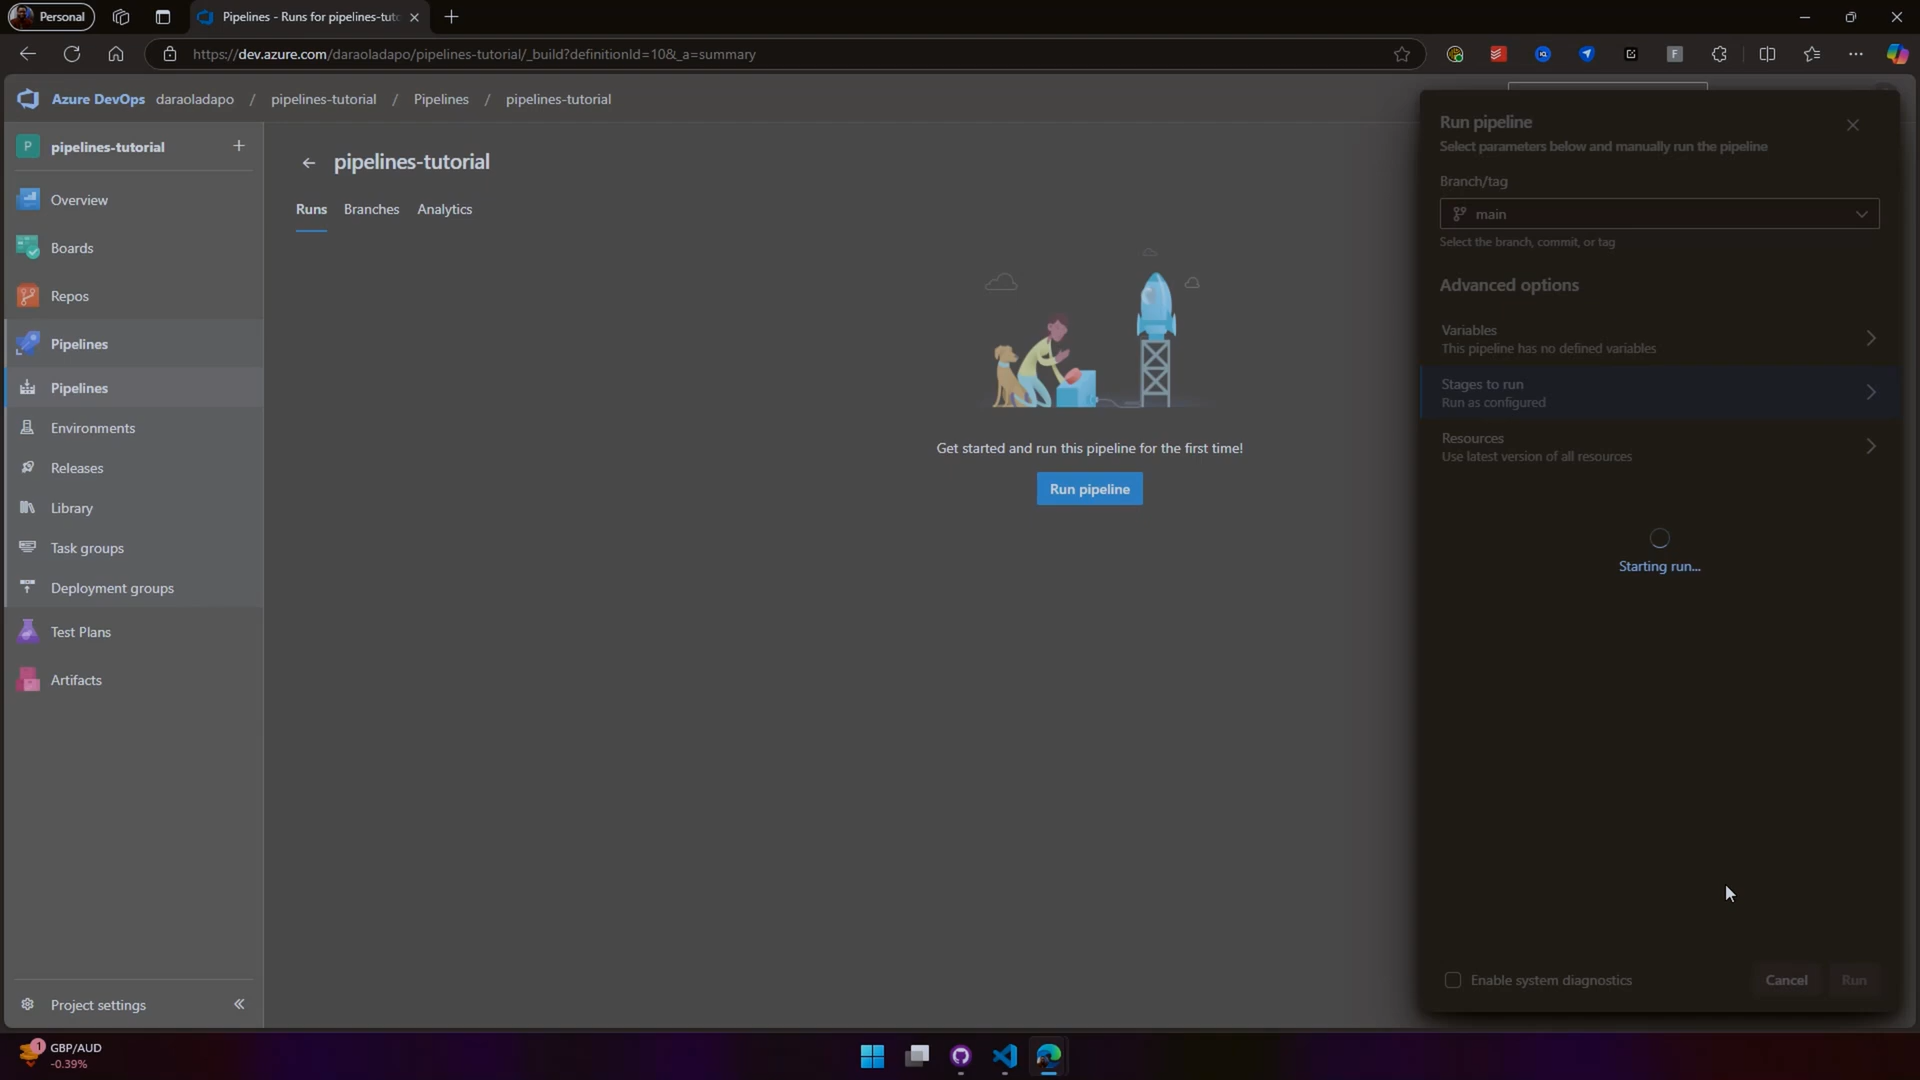 Personal
Pipelines - Runs for pipelines-tuto
https://dev.azure.com/daraoladapo/pipelines-tutorial/_build?definitionId=10&_a=summary
F
Azure DevOps daraoladapo / pipelines-tutorial / Pipelines / pipelines-tutorial
P pipelines-tutorial
Overview
Boards
Repos
Pipelines
Pipelines
Environments
Releases
Library
Task groups
Deployment groups
Test Plans
Artifacts
Project settings
pipelines-tutorial
Runs Branches Analytics
Get started and run this pipeline for the first time!
Run pipeline
Run pipeline
Select parameters below and manually run the pipeline
Branch/tag
main
Select the branch, commit, or tag
Advanced options
Variables
This pipeline has no defined variables
Stages to run
Run as configured
Resources
Use latest version of all resources
Starting run...
Enable system diagnostics
Cancel Run
1
GBP/AUD
-0.39%